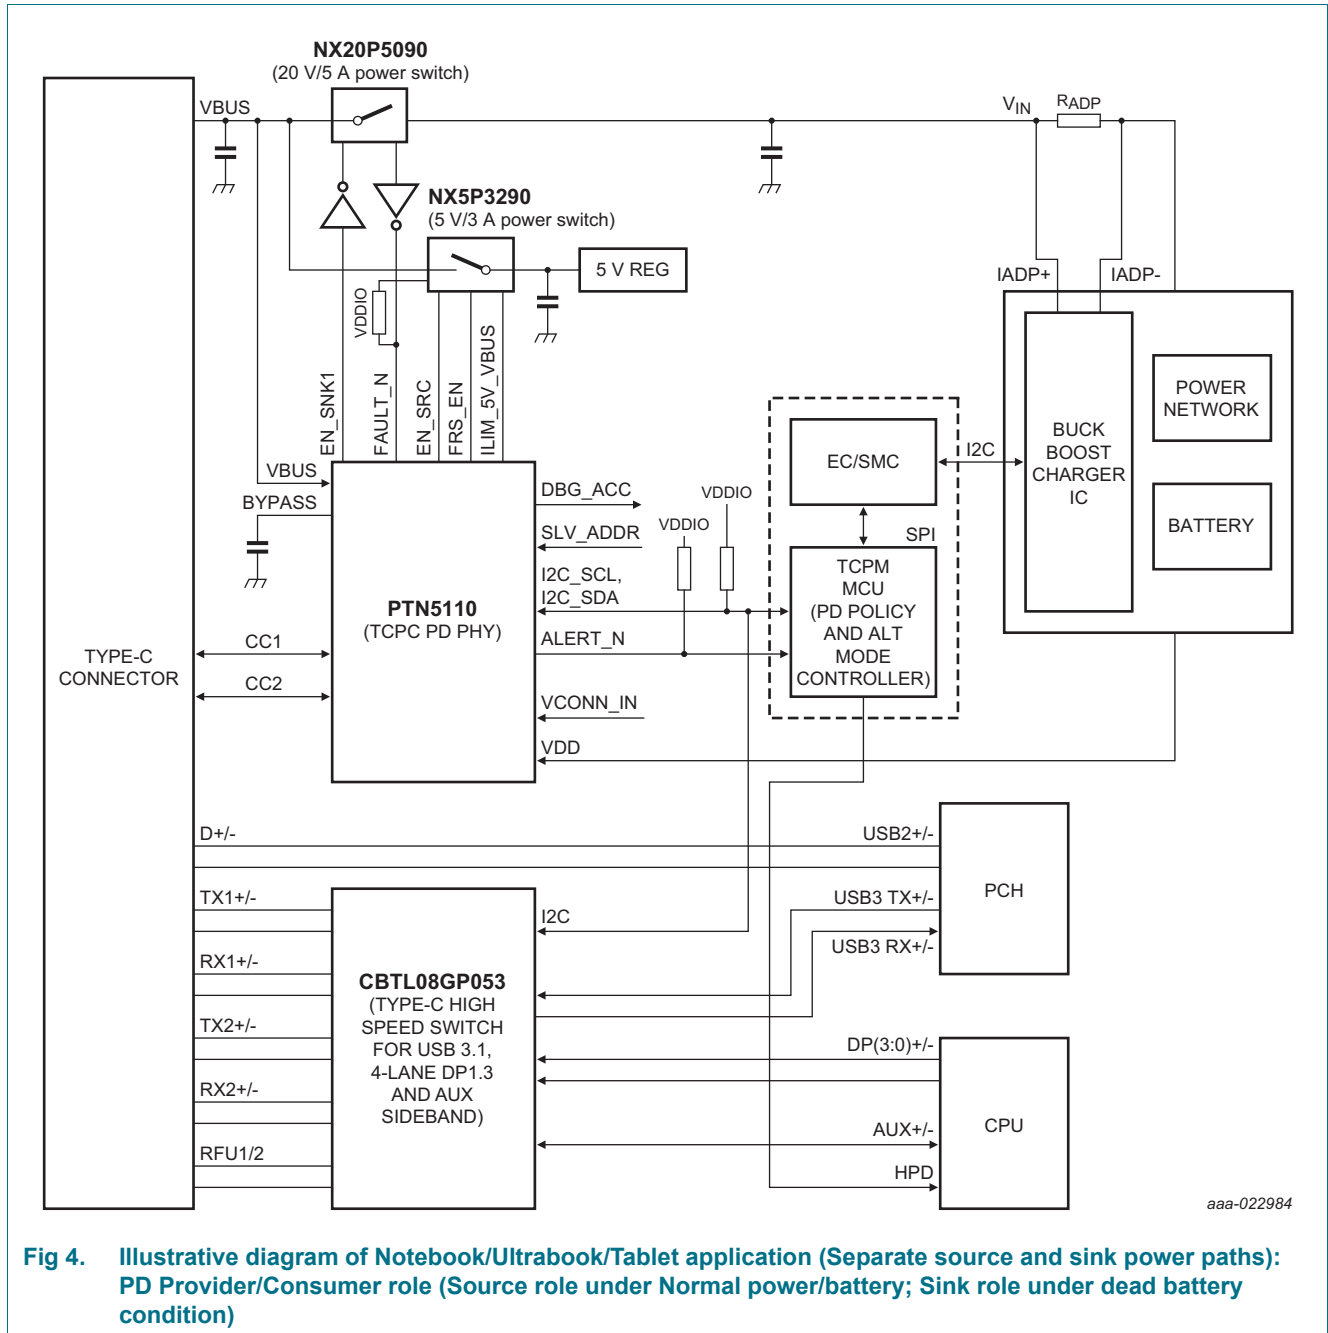 NX20P5090
(20 V/5 A power switch)
VBUS
VIN
RADP
NX5P3290
(5 V/3 A power switch)
5 V REG
IADP+
IADP-
VDDIO
EN_SNK1
FAULT_N
EN_SRC
FRS_EN
ILIM_5V_VBUS
VBUS
BYPASS
DBG_ACC
SLV_ADDR
I2C_SCL,
I2C_SDA
ALERT_N
VCONN_IN
VDD
VDDIO
VDDIO
PTN5110
(TCPC PD PHY)
CC1
CC2
TYPE-C
CONNECTOR
EC/SMC
SPI
I2C
TCPM
MCU
(PD POLICY
AND ALT
MODE
CONTROLLER)
BUCK
BOOST
CHARGER
IC
POWER
NETWORK
BATTERY
D+/-
USB2+/-
TX1+/-
RX1+/-
TX2+/-
RX2+/-
RFU1/2
I2C
CBTL08GP053
(TYPE-C HIGH
SPEED SWITCH
FOR USB 3.1,
4-LANE DP1.3
AND AUX
SIDEBAND)
USB3 TX+/-
USB3 RX+/-
PCH
DP(3:0)+/-
AUX+/-
HPD
CPU
aaa-022984
Fig 4. Illustrative diagram of Notebook/Ultrabook/Tablet application (Separate source and sink power paths):
PD Provider/Consumer role (Source role under Normal power/battery; Sink role under dead battery
condition)